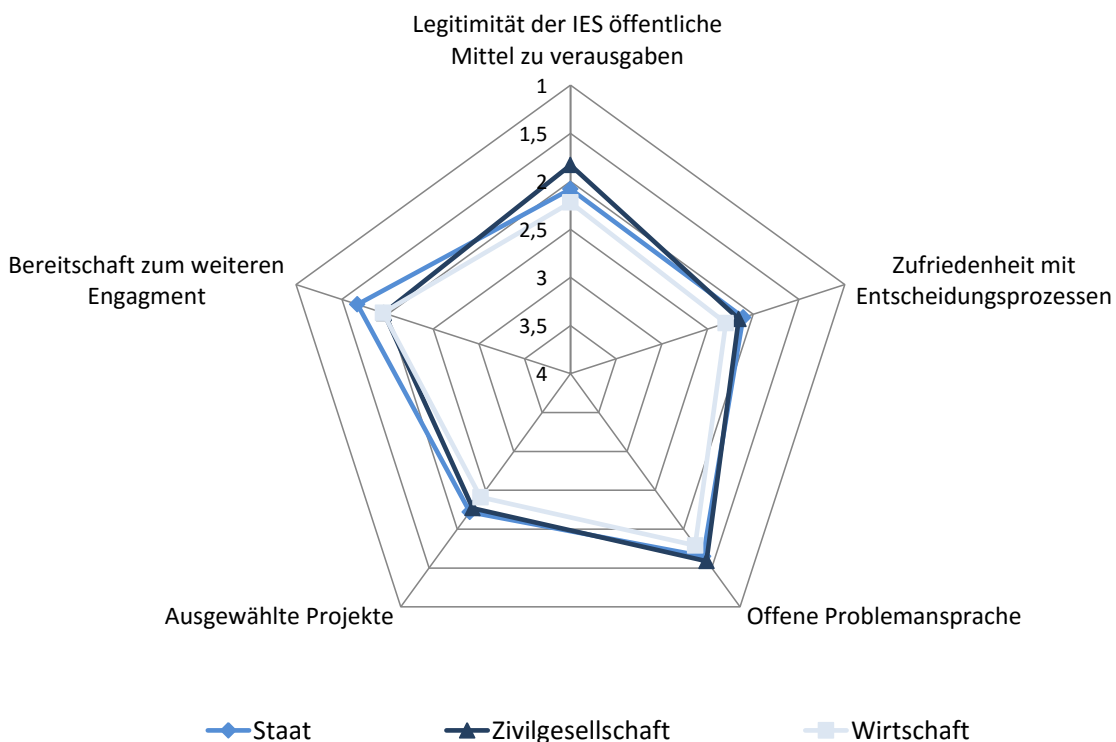 Legitimität der IES öffentliche
Mittel zu verausgaben
1
1,5
2
2,5
3
3,5
4
Zufriedenheit mit
Entscheidungsprozessen
Offene Problemansprache
Ausgewählte Projekte
Bereitschaft zum weiteren
Engagment
Staat
Zivilgesellschaft
Wirtschaft